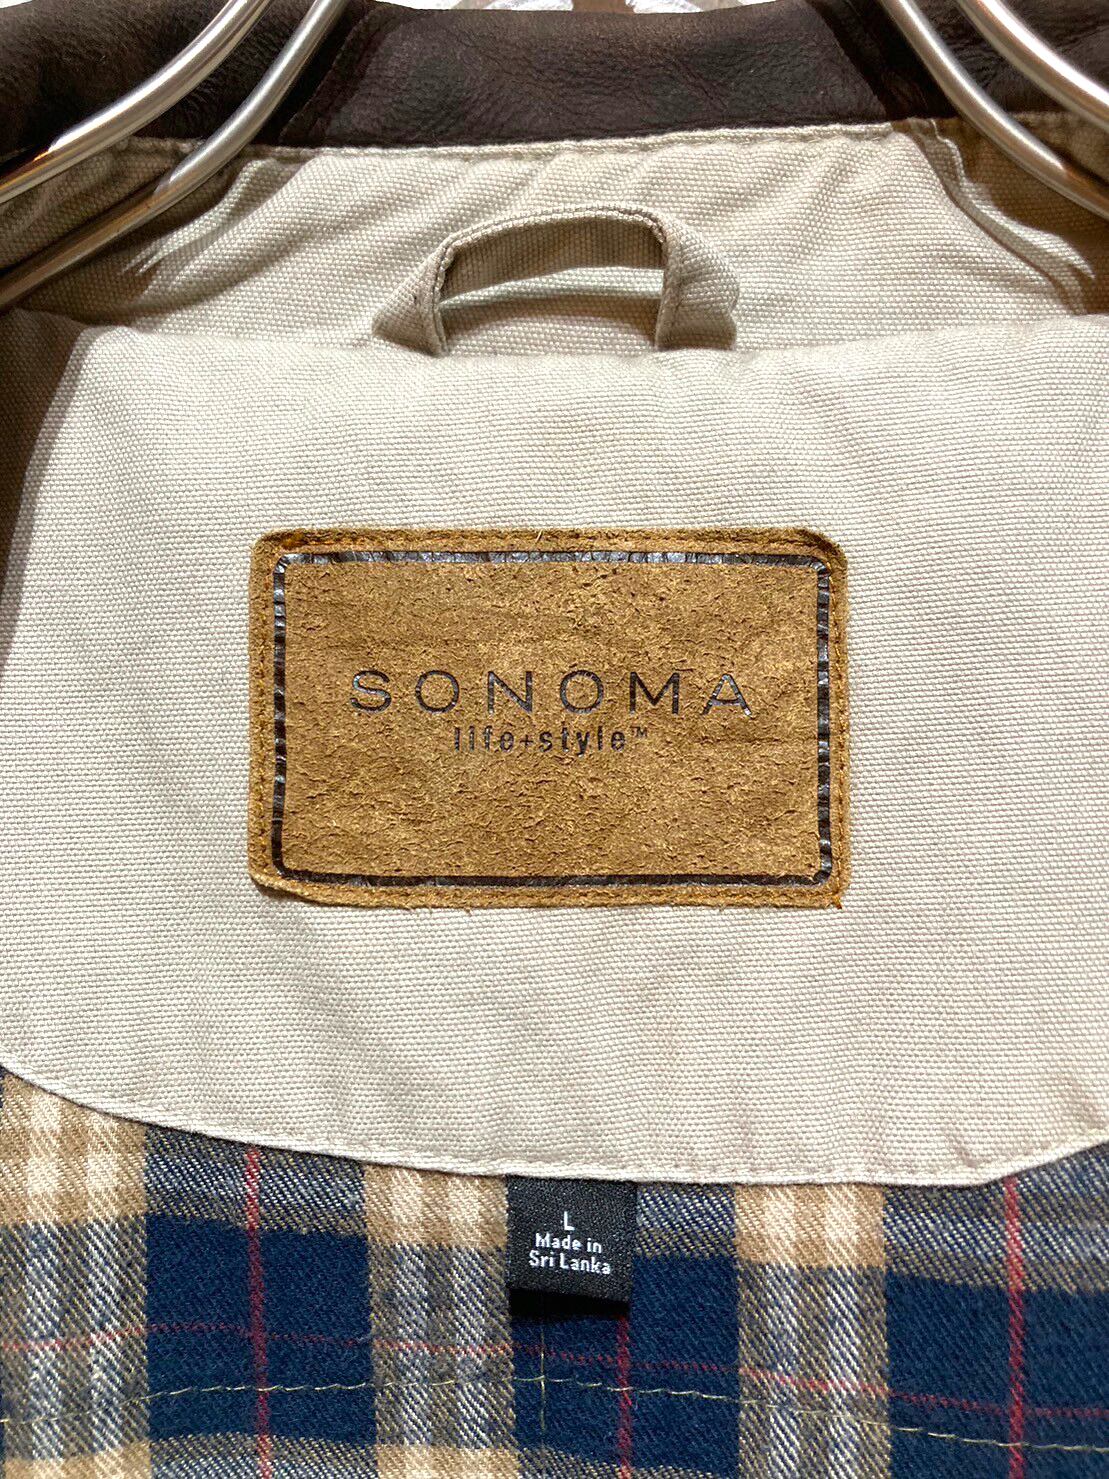 SONOMA
life+style™
L
Made in
Sri Lanka